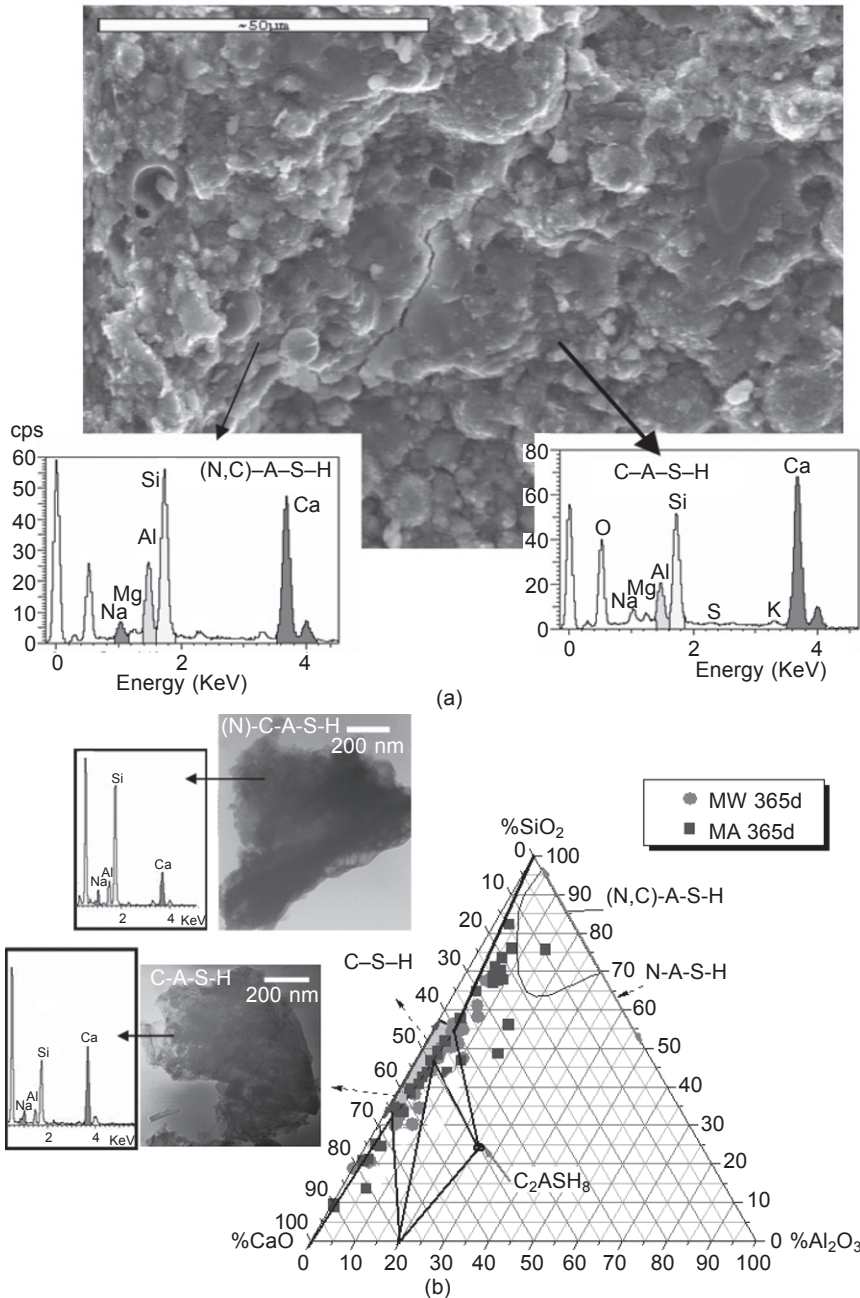 ~50µm
cps
60
50
40
30
20
10
0
(N,C)–A–S–H
Si
Ca
Al
Mg
Na
0 2 4
Energy (KeV)
80
60
40
20
0
C–A–S–H
Ca
Si
O
Al
Mg
Na
S
K
0 2 4
Energy (KeV)
(a)
(N)-C-A-S-H
200 nm
Si
Ca
Al
Na
2 4 KeV
C-A-S-H
200 nm
Ca
Si
Al
Na
2 4 KeV
MW 365d
MA 365d
%SiO₂
0 100
10 90
(N,C)-A-S-H
20 80
C–S–H
30 70
N-A-S-H
40 60
50 50
60 40
70 30
80 20
C₂ASH₈
90 10
100 0
%CaO
%Al₂O₃
0 10 20 30 40 50 60 70 80 90 100
(b)